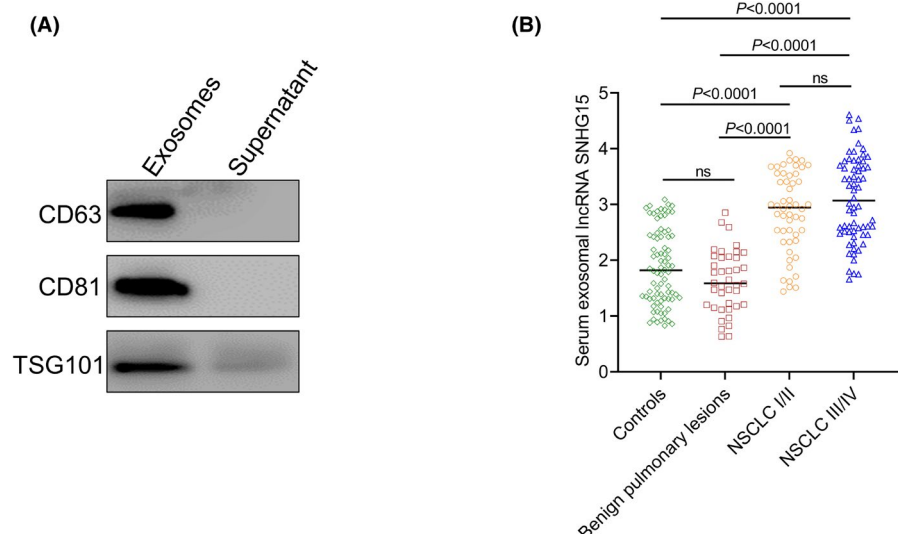 (A)
Exosomes
Supernatant
CD63
CD81
TSG101
(B)
P<0.0001
P<0.0001
ns
P<0.0001
P<0.0001
ns
Serum exosomal lncRNA SNHG15
5
4
3
2
1
0
Controls
Benign pulmonary lesions
NSCLC I/II
NSCLC III/IV